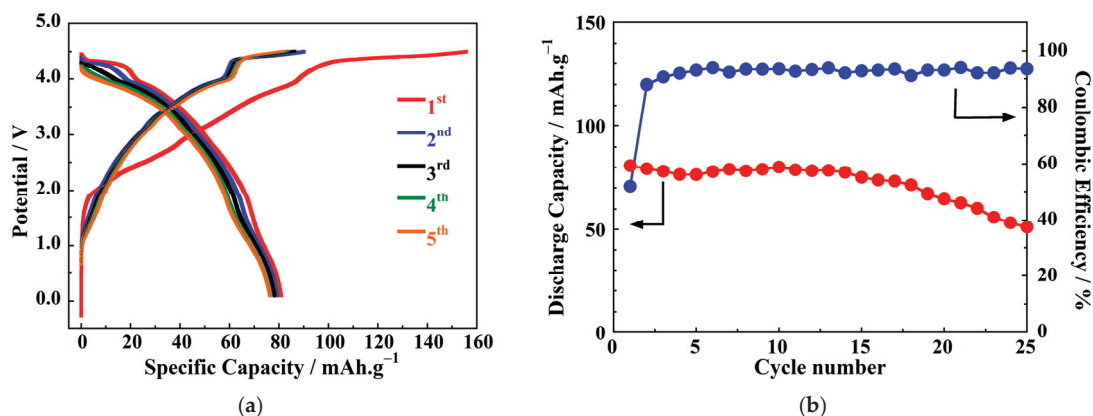 5.0
4.0
3.0
2.0
1.0
0.0
Potential / V
1st
2nd
3rd
4th
5th
0 20 40 60 80 100 120 140 160
Specific Capacity / mAh.g−1
(a)
150
100
50
0
Discharge Capacity / mAh.g−1
100
80
60
40
20
0
Coulombic Efficiency / %
0 5 10 15 20 25
Cycle number
(b)